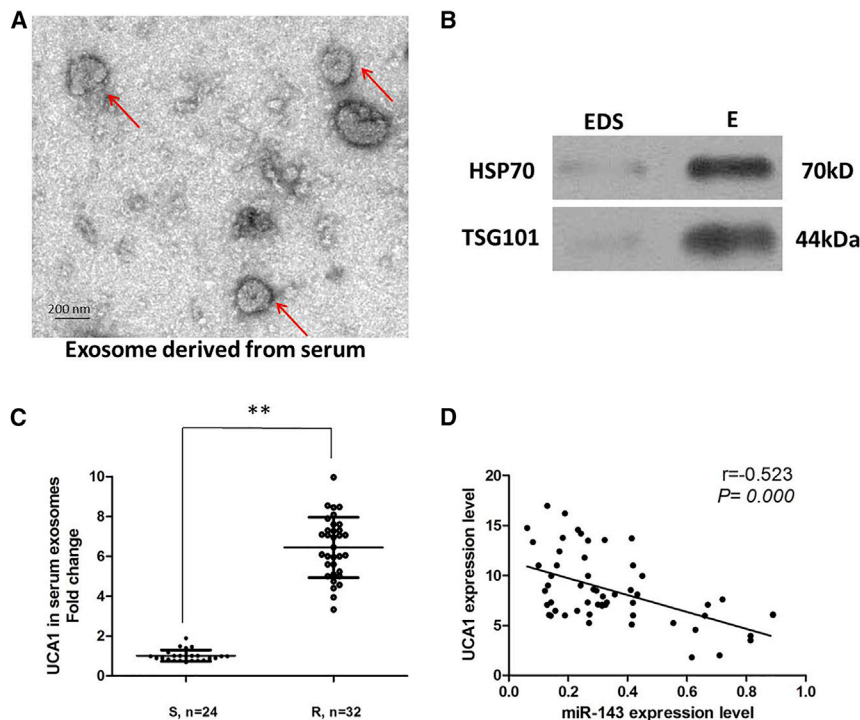 A
200 nm
Exosome derived from serum
B
EDS E
HSP70 70kD
TSG101 44kDa
C
**
UCA1 in serum exosomes
Fold change
10
8
6
4
2
0
S, n=24 R, n=32
D
r=-0.523
P= 0.000
UCA1 expression level
20
15
10
5
0
0.0 0.2 0.4 0.6 0.8 1.0
miR-143 expression level